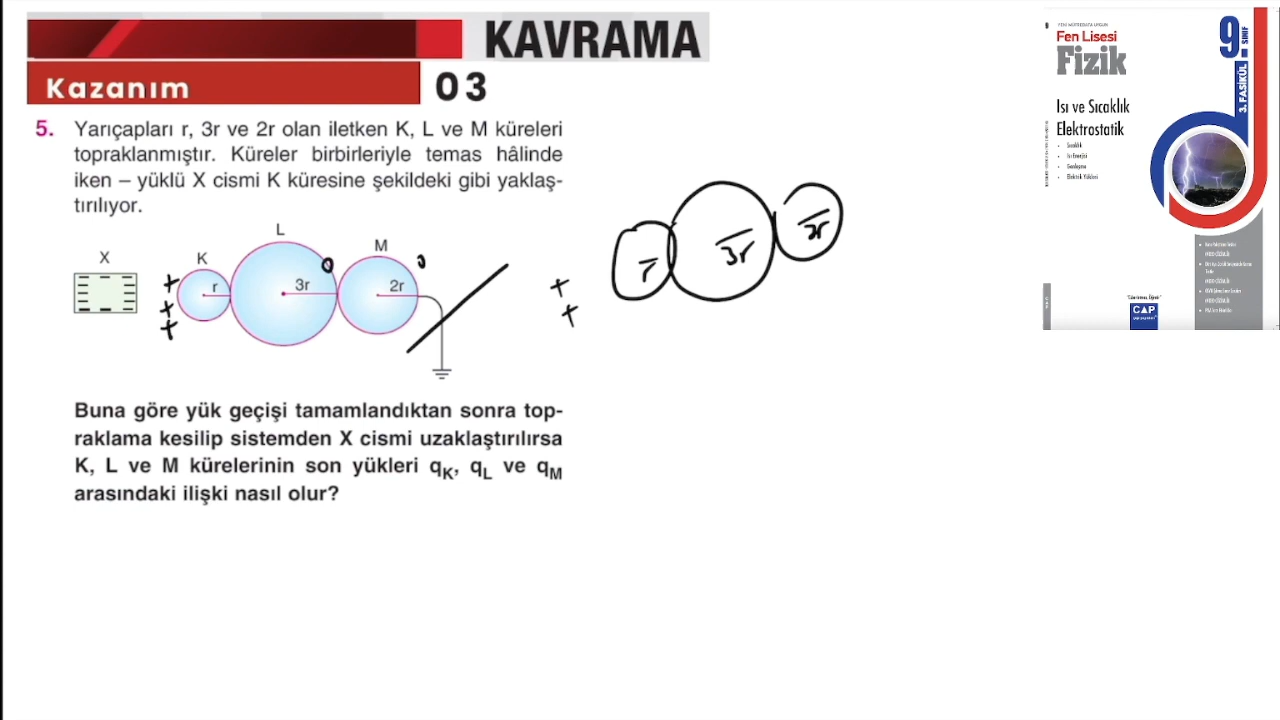 KAVRAMA
Kazanım
03
5. Yarıçapları r, 3r ve 2r olan iletken K, L ve M küreleri
topraklanmıştır. Küreler birbirleriyle temas hâlinde
iken – yüklü X cismi K küresine şekildeki gibi yaklaş-
tırılıyor.
X
K
L
M
r
3r
2r
+
+
+
0
0
+
+
r
3r
2r
Buna göre yük geçişi tamamlandıktan sonra top-
raklama kesilip sistemden X cismi uzaklaştırılırsa
K, L ve M kürelerinin son yükleri qK, qL ve qM
arasındaki ilişki nasıl olur?
Fen Lisesi
Fizik
9.
SINIF
3. FASİKÜL
Isı ve Sıcaklık
Elektrostatik
• Sıcaklık
• Isı Enerjisi
• Genleşme
• Elektrik Yükleri
CAP